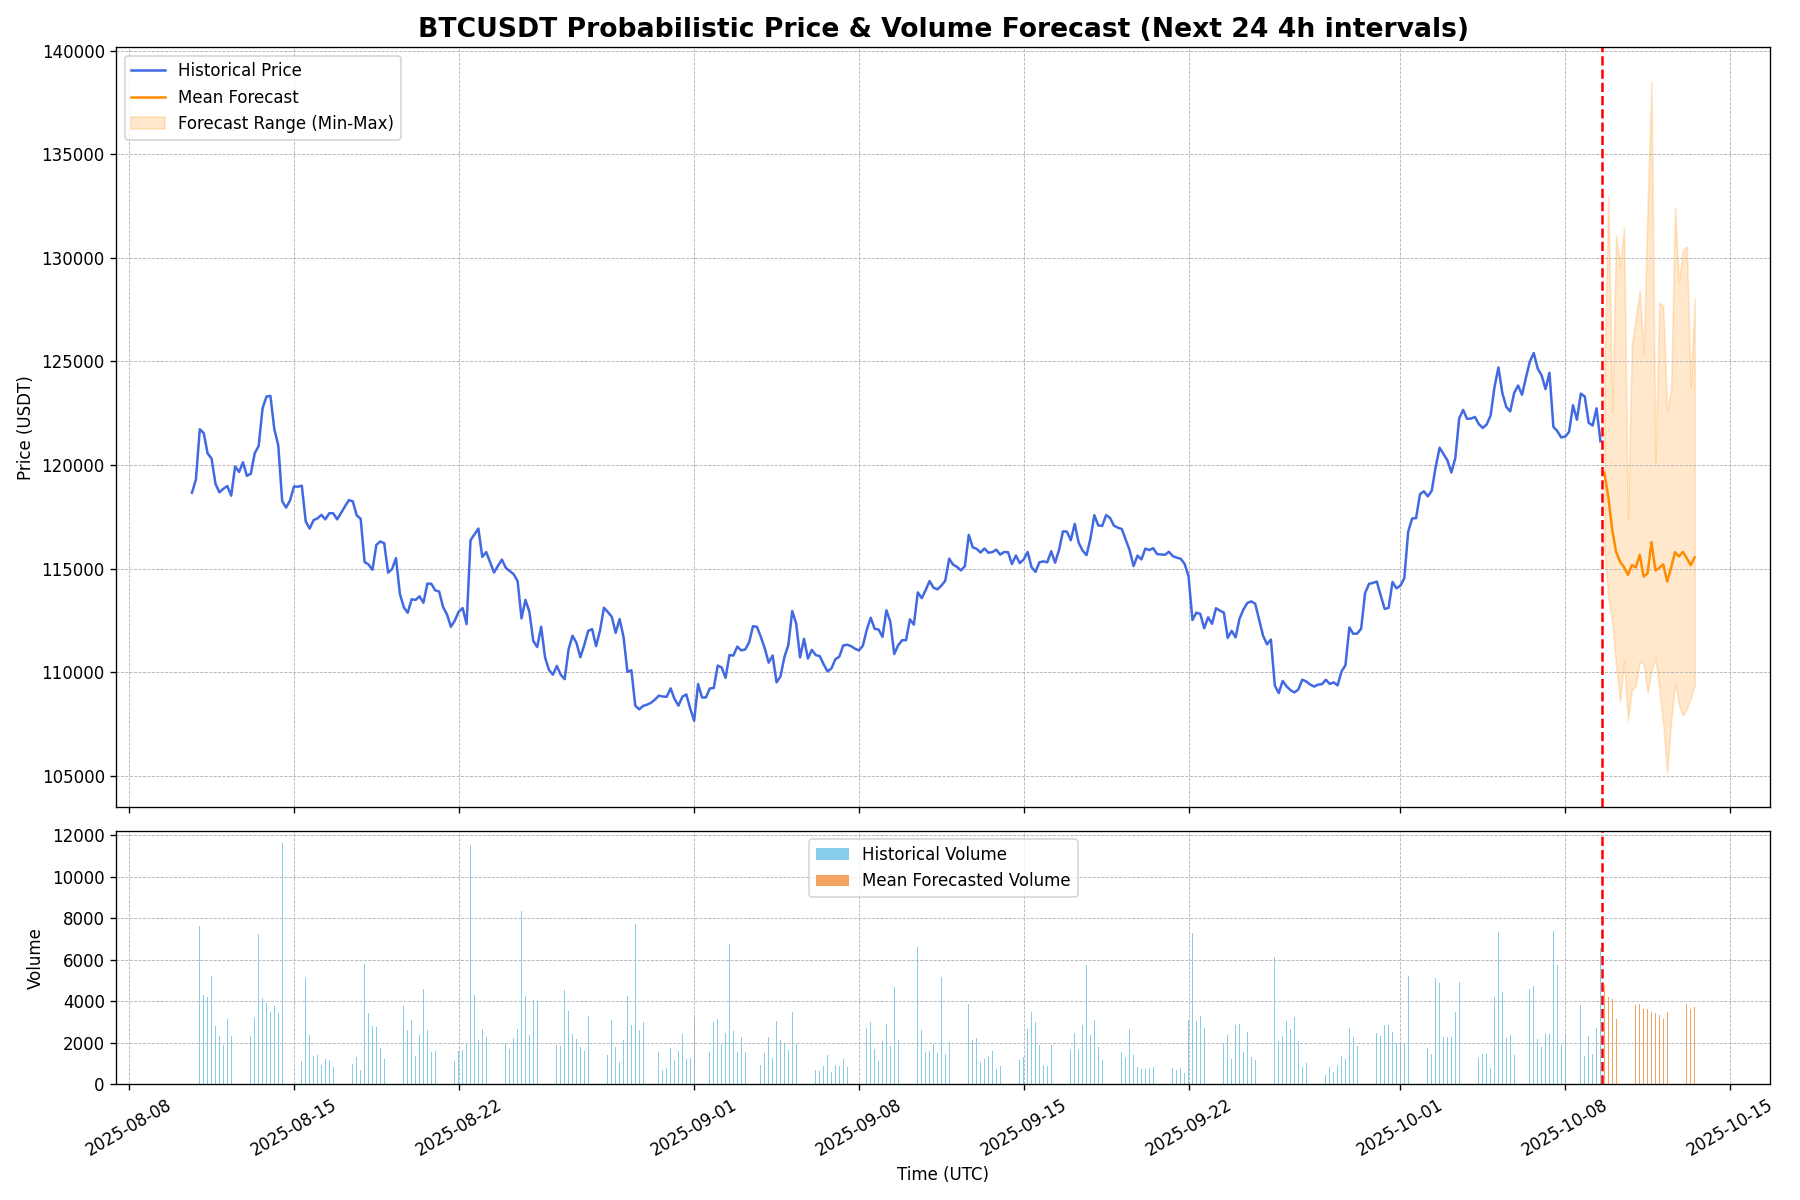 BTCUSDT Probabilistic Price & Volume Forecast (Next 24 4h intervals)
140000
135000
130000
125000
120000
115000
110000
105000
Price (USDT)
Historical Price
Mean Forecast
Forecast Range (Min-Max)
12000
10000
8000
6000
4000
2000
0
Volume
Historical Volume
Mean Forecasted Volume
2025-08-08
2025-08-15
2025-08-22
2025-09-01
2025-09-08
2025-09-15
2025-09-22
2025-10-01
2025-10-08
2025-10-15
Time (UTC)